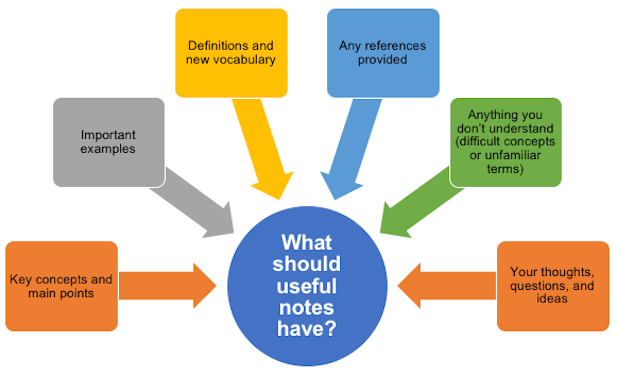 Definitions and
new vocabulary
Any references
provided
Important
examples
Anything you
don't understand
(difficult concepts
or unfamiliar
terms)
Key concepts and
main points
What
should
useful
notes
have?
Your thoughts,
questions, and
ideas